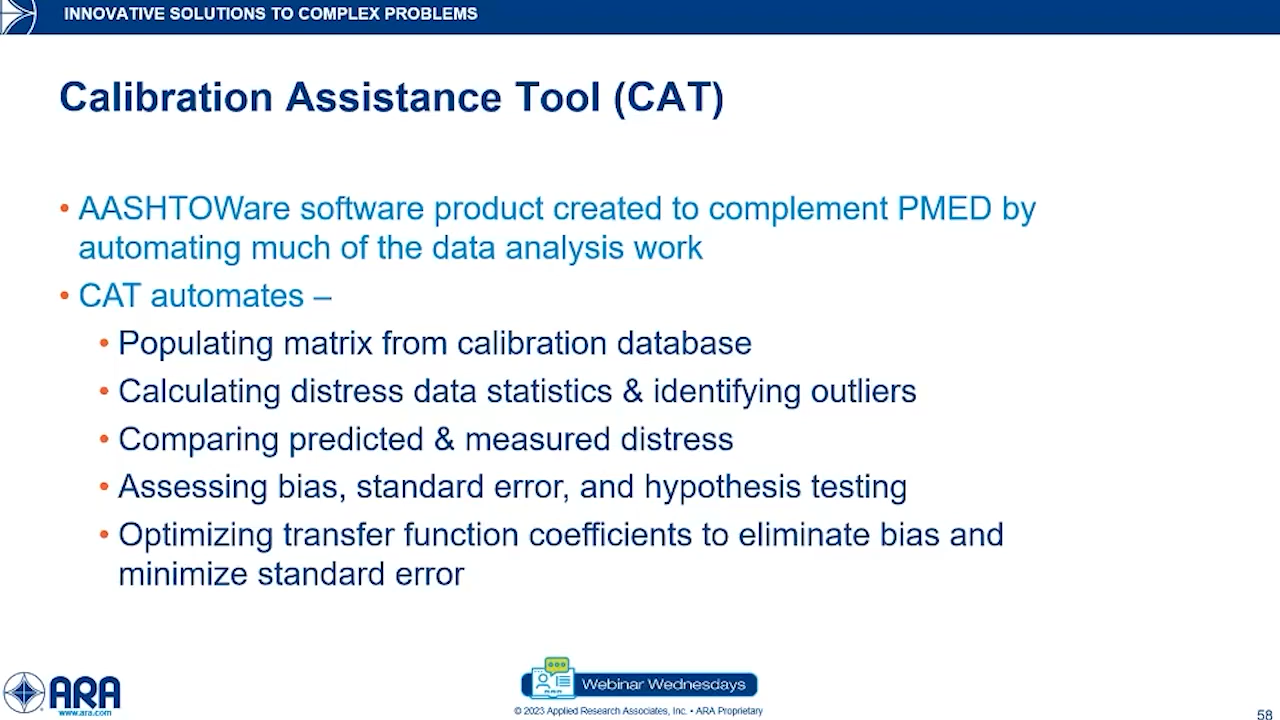 INNOVATIVE SOLUTIONS TO COMPLEX PROBLEMS
Calibration Assistance Tool (CAT)
• AASHTOWare software product created to complement PMED by
automating much of the data analysis work
• CAT automates –
• Populating matrix from calibration database
• Calculating distress data statistics & identifying outliers
• Comparing predicted & measured distress
• Assessing bias, standard error, and hypothesis testing
• Optimizing transfer function coefficients to eliminate bias and
minimize standard error
ARA
www.ara.com
Webinar Wednesdays
© 2023 Applied Research Associates, Inc. • ARA Proprietary
58